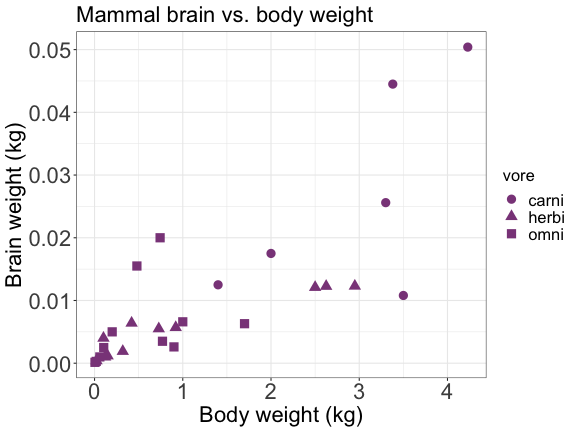 Mammal brain vs. body weight
0.05
0.04
0.03
0.02
0.01
0.00
Brain weight (kg)
0 1 2 3 4
Body weight (kg)
vore
carni
herbi
omni